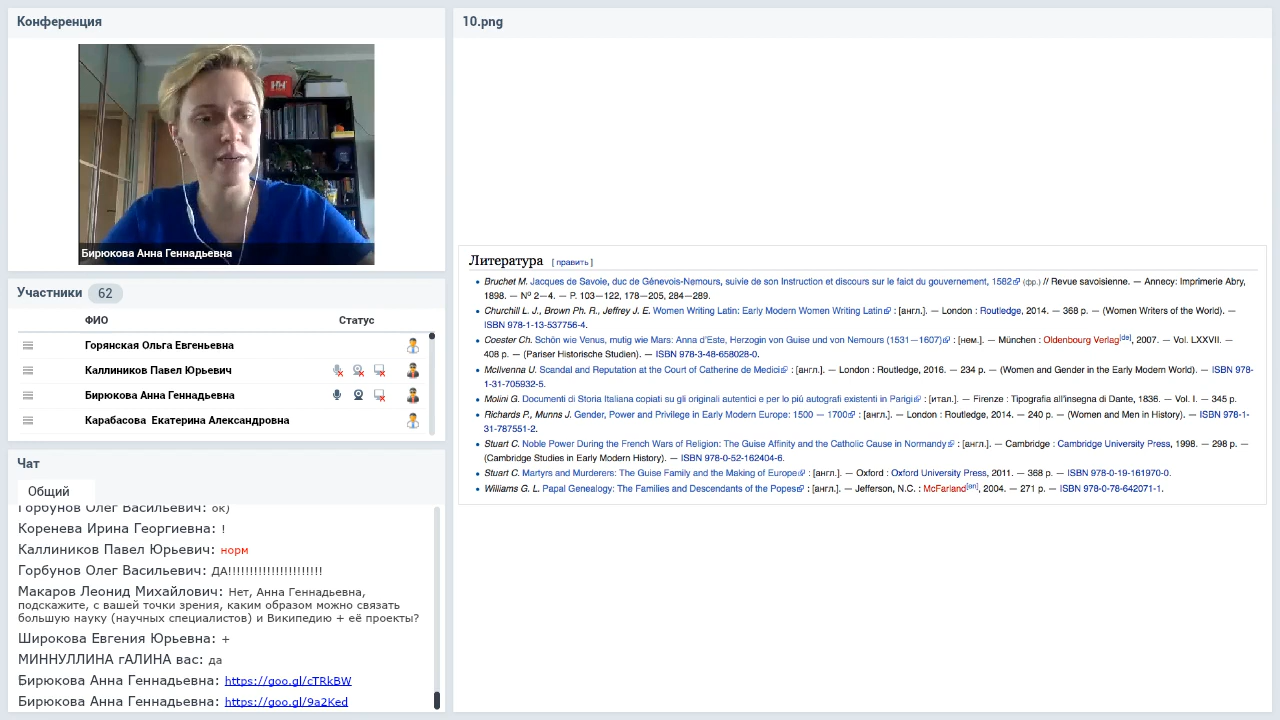 Конференция
HH
Бирюкова Анна Геннадьевна
Участники 62
ФИО Статус
Горянская Ольга Евгеньевна
Каллиников Павел Юрьевич
Бирюкова Анна Геннадьевна
Карабасова Екатерина Александровна
Чат
Общий
Горбунов Олег Васильевич: ок)
Коренева Ирина Георгиевна: !
Каллиников Павел Юрьевич: норм
Горбунов Олег Васильевич: ДА!!!!!!!!!!!!!!!!!!!!!!
Макаров Леонид Михайлович: Нет, Анна Геннадьевна,
подскажите, с вашей точки зрения, каким образом можно связать
большую науку (научных специалистов) и Википедию + её проекты?
Широкова Евгения Юрьевна: +
МИННУЛЛИНА гАЛИНА вас: да
Бирюкова Анна Геннадьевна: https://goo.gl/cTRkBW
Бирюкова Анна Геннадьевна: https://goo.gl/9a2Ked
10.png
Литература [ править ]
Bruchet M. Jacques de Savoie, duc de Génevois-Nemours, suivie de son Instruction et discours sur le faict du gouvernement, 1562 (фр.) // Revue savoisienne. — Annecy: Imprimerie Abry,
1898. — № 2—4. — P. 103—122, 178—205, 284—289.
Churchill L. J., Brown Ph. R., Jeffrey J. E. Women Writing Latin: Early Modern Women Writing Latin : [англ.]. — London : Routledge, 2014. — 368 p. — (Women Writers of the World). —
ISBN 978-1-13-537756-4.
Coester Ch. Schön wie Venus, mutig wie Mars: Anna d'Este, Herzogin von Guise und von Nemours (1531—1607) : [нем.]. — München : Oldenbourg Verlag[de], 2007. — Vol. LXXVII. —
408 p. — (Pariser Historische Studien). — ISBN 978-3-48-658028-0.
McIlvenna U. Scandal and Reputation at the Court of Catherine de Medici : [англ.]. — London : Routledge, 2016. — 234 p. — (Women and Gender in the Early Modern World). — ISBN 978-
1-31-705932-5.
Molini G. Documenti di Storia Italiana copiati su gli originali autentici e per lo piú autografi esistenti in Parigi : [итал.]. — Firenze : Tipografia all'insegna di Dante, 1836. — Vol. I. — 345 p.
Richards P., Munns J. Gender, Power and Privilege in Early Modern Europe: 1500 — 1700 : [англ.]. — London : Routledge, 2014. — 240 p. — (Women and Men in History). — ISBN 978-1-
31-787551-2.
Stuart C. Noble Power During the French Wars of Religion: The Guise Affinity and the Catholic Cause in Normandy : [англ.]. — Cambridge : Cambridge University Press, 1998. — 298 p. —
(Cambridge Studies in Early Modern History). — ISBN 978-0-52-162404-6.
Stuart C. Martyrs and Murderers: The Guise Family and the Making of Europe : [англ.]. — Oxford : Oxford University Press, 2011. — 368 p. — ISBN 978-0-19-161970-0.
Williams G. L. Papal Genealogy: The Families and Descendants of the Popes : [англ.]. — Jefferson, N.C. : McFarland[en], 2004. — 271 p. — ISBN 978-0-78-642071-1.